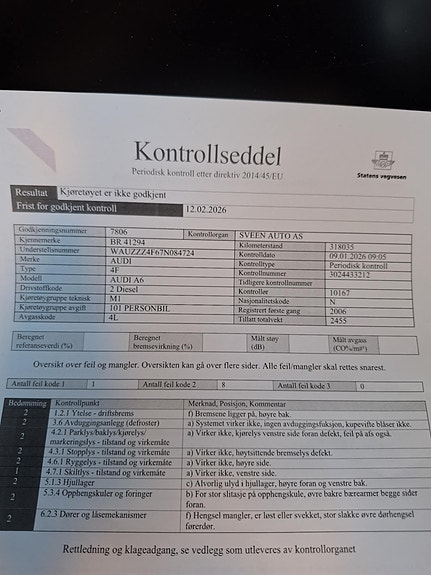 Kontrollseddel
Periodisk kontroll etter direktiv 2014/45/EU
Statens vegvesen
Resultat Kjøretøyet er ikke godkjent
Frist for godkjent kontroll 12.02.2026
Godkjenningsnummer 7806 Kontrollorgan SVEEN AUTO AS
Kjennemerke BR 41294 Kilometerstand 318035
Understellsnummer WAUZZZ4F67N084724 Kontrolldato 09.01.2026 09:05
Merke AUDI Kontrolltype Periodisk kontroll
Type 4F Kontrollnummer 3024433212
Modell AUDI A6 Tidligere kontrollnummer
Drivstoffkode 2 Diesel Kontrollør 10167
Kjøretøygruppe teknisk M1 Nasjonalitetskode N
Kjøretøygruppe avgift 101 PERSONBIL Registrert første gang 2006
Avgasskode 4L Tillatt totalvekt 2455
Beregnet referanseverdi (%) Beregnet bremsevirkning (%) Målt støy (dB) Målt avgass (CO%/m¹)
Oversikt over feil og mangler. Oversikten kan gå over flere sider. Alle feil/mangler skal rettes snarest.
Antall feil kode 1 1 Antall feil kode 2 8 Antall feil kode 3 0
Bedømming Kontrollpunkt Merknad, Posisjon, Kommentar
2 1.2.1 Ytelse - driftsbrems f) Bremsene ligger på, høyre bak.
2 3.6 Avduggingsanlegg (defroster) a) Systemet virker ikke, ingen avduggingsfuksjon, kupevifte blåser ikke.
2 4.2.1 Parklys/baklys/kjørelys/ a) Virker ikke, kjørelys venstre side foran defekt, feil på afs også.
markeringslys - tilstand og virkemåte
2 4.3.1 Stopplys - tilstand og virkemåte a) Virker ikke, høytsittende bremselys defekt.
2 4.6.1 Ryggelys - tilstand og virkemåte a) Virker ikke, høyre side.
1 4.7.1 Skiltlys - tilstand og virkemåte a) Virker ikke, venstre side.
2 5.1.3 Hjullager c) Alvorlig ulyd i hjullager, høyre foran og venstre bak.
2 5.3.4 Opphengskuler og foringer b) For stor slitasje på opphengskule, øvre bakre bærearmer begge sider
foran.
2 6.2.3 Dører og låsemekanismer f) Hengsel mangler, er løst eller svekket, stor slakke øvre dørhengsel
førerdør.
Rettledning og klageadgang, se vedlegg som utleveres av kontrollorganet